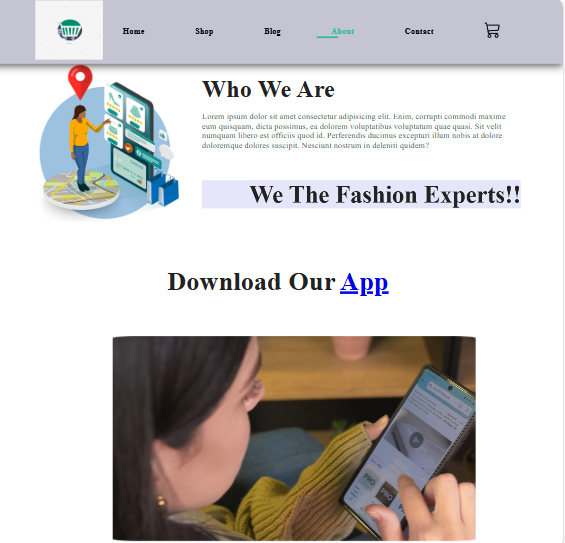 Home Shop Blog About Contact
Who We Are
Lorem ipsum dolor sit amet consectetur adipisicing elit. Enim, corrupti commodi maxime
eum quisquam, dicta possimus, ea dolorem voluptatibus voluptatum quae quasi. Sit velit
numquam libero est officiis quod id. Perferendis ducimus excepturi illum nobis at dolore
doloremque dolores suscipit. Nesciunt nostrum in deleniti quidem?
We The Fashion Experts!!
Download Our App
PRO
PRO